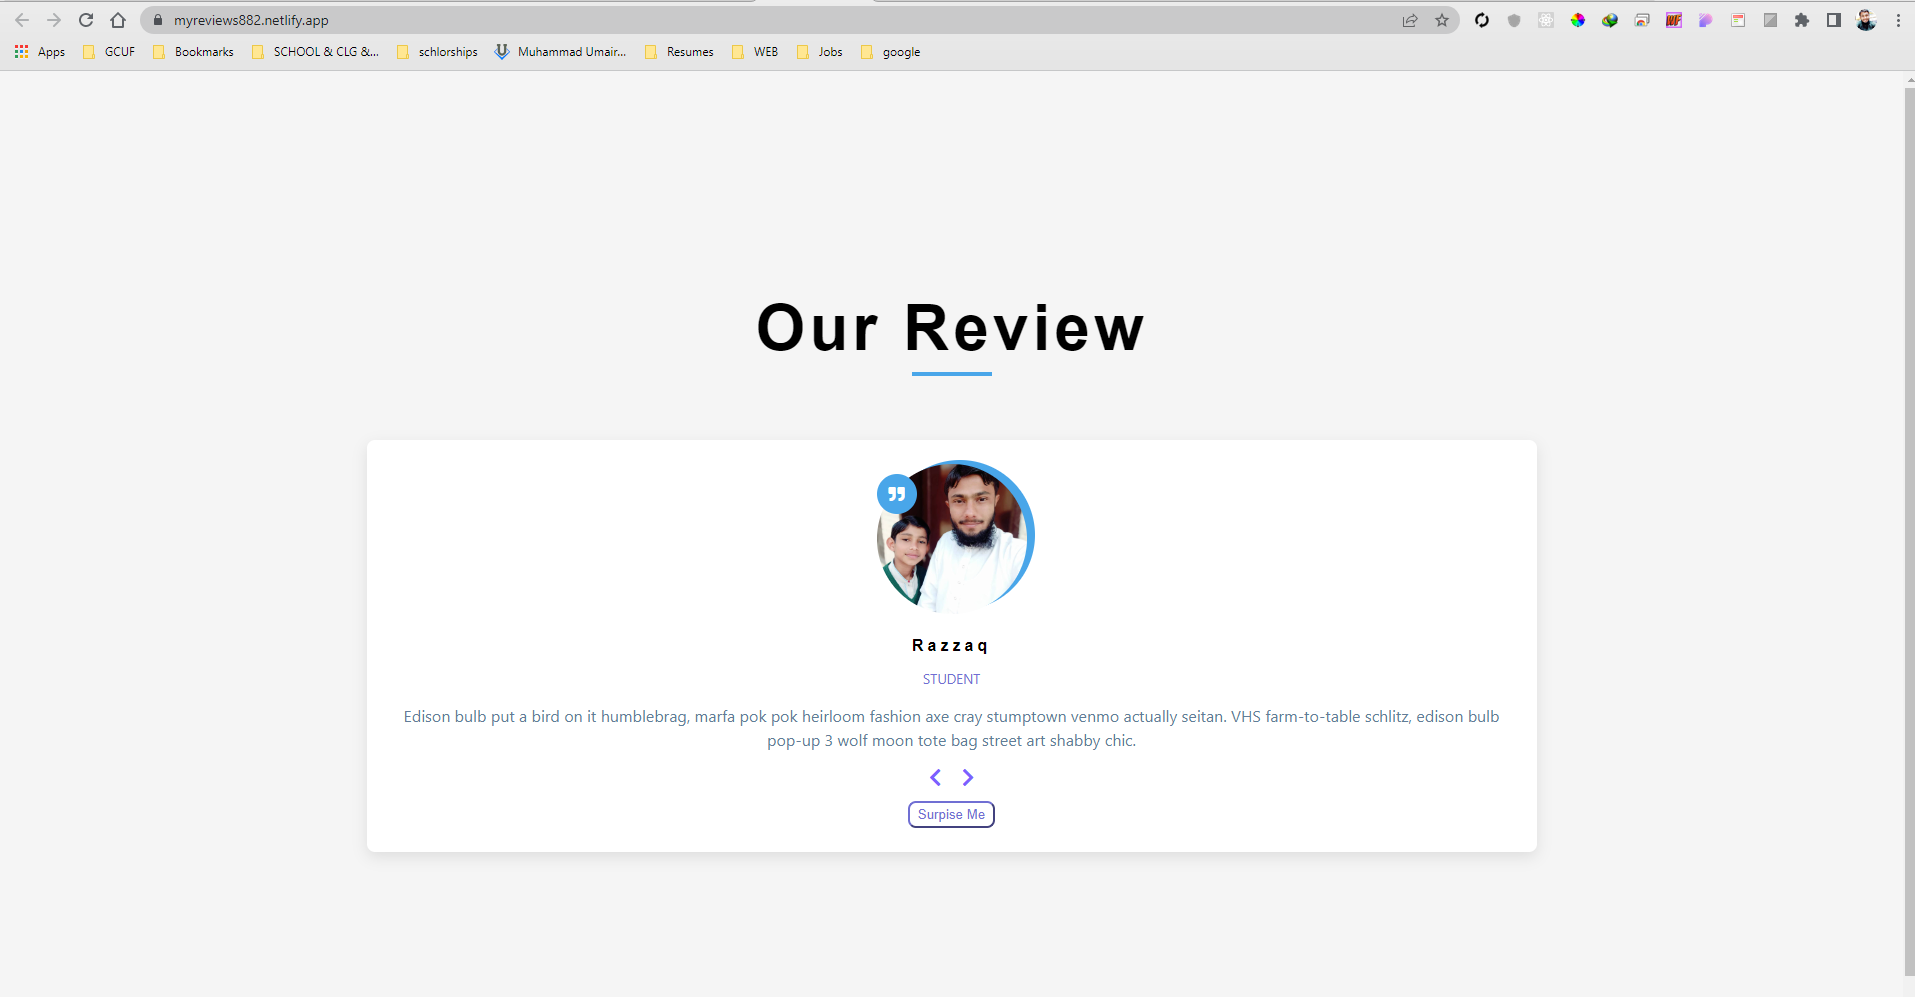 myreviews882.netlify.app
Apps GCUF Bookmarks SCHOOL & CLG &... schlorships Muhammad Umair... Resumes WEB Jobs google
Our Review
Razzaq
STUDENT
Edison bulb put a bird on it humblebrag, marfa pok pok heirloom fashion axe cray stumptown venmo actually seitan. VHS farm-to-table schlitz, edison bulb
pop-up 3 wolf moon tote bag street art shabby chic.
Surpise Me